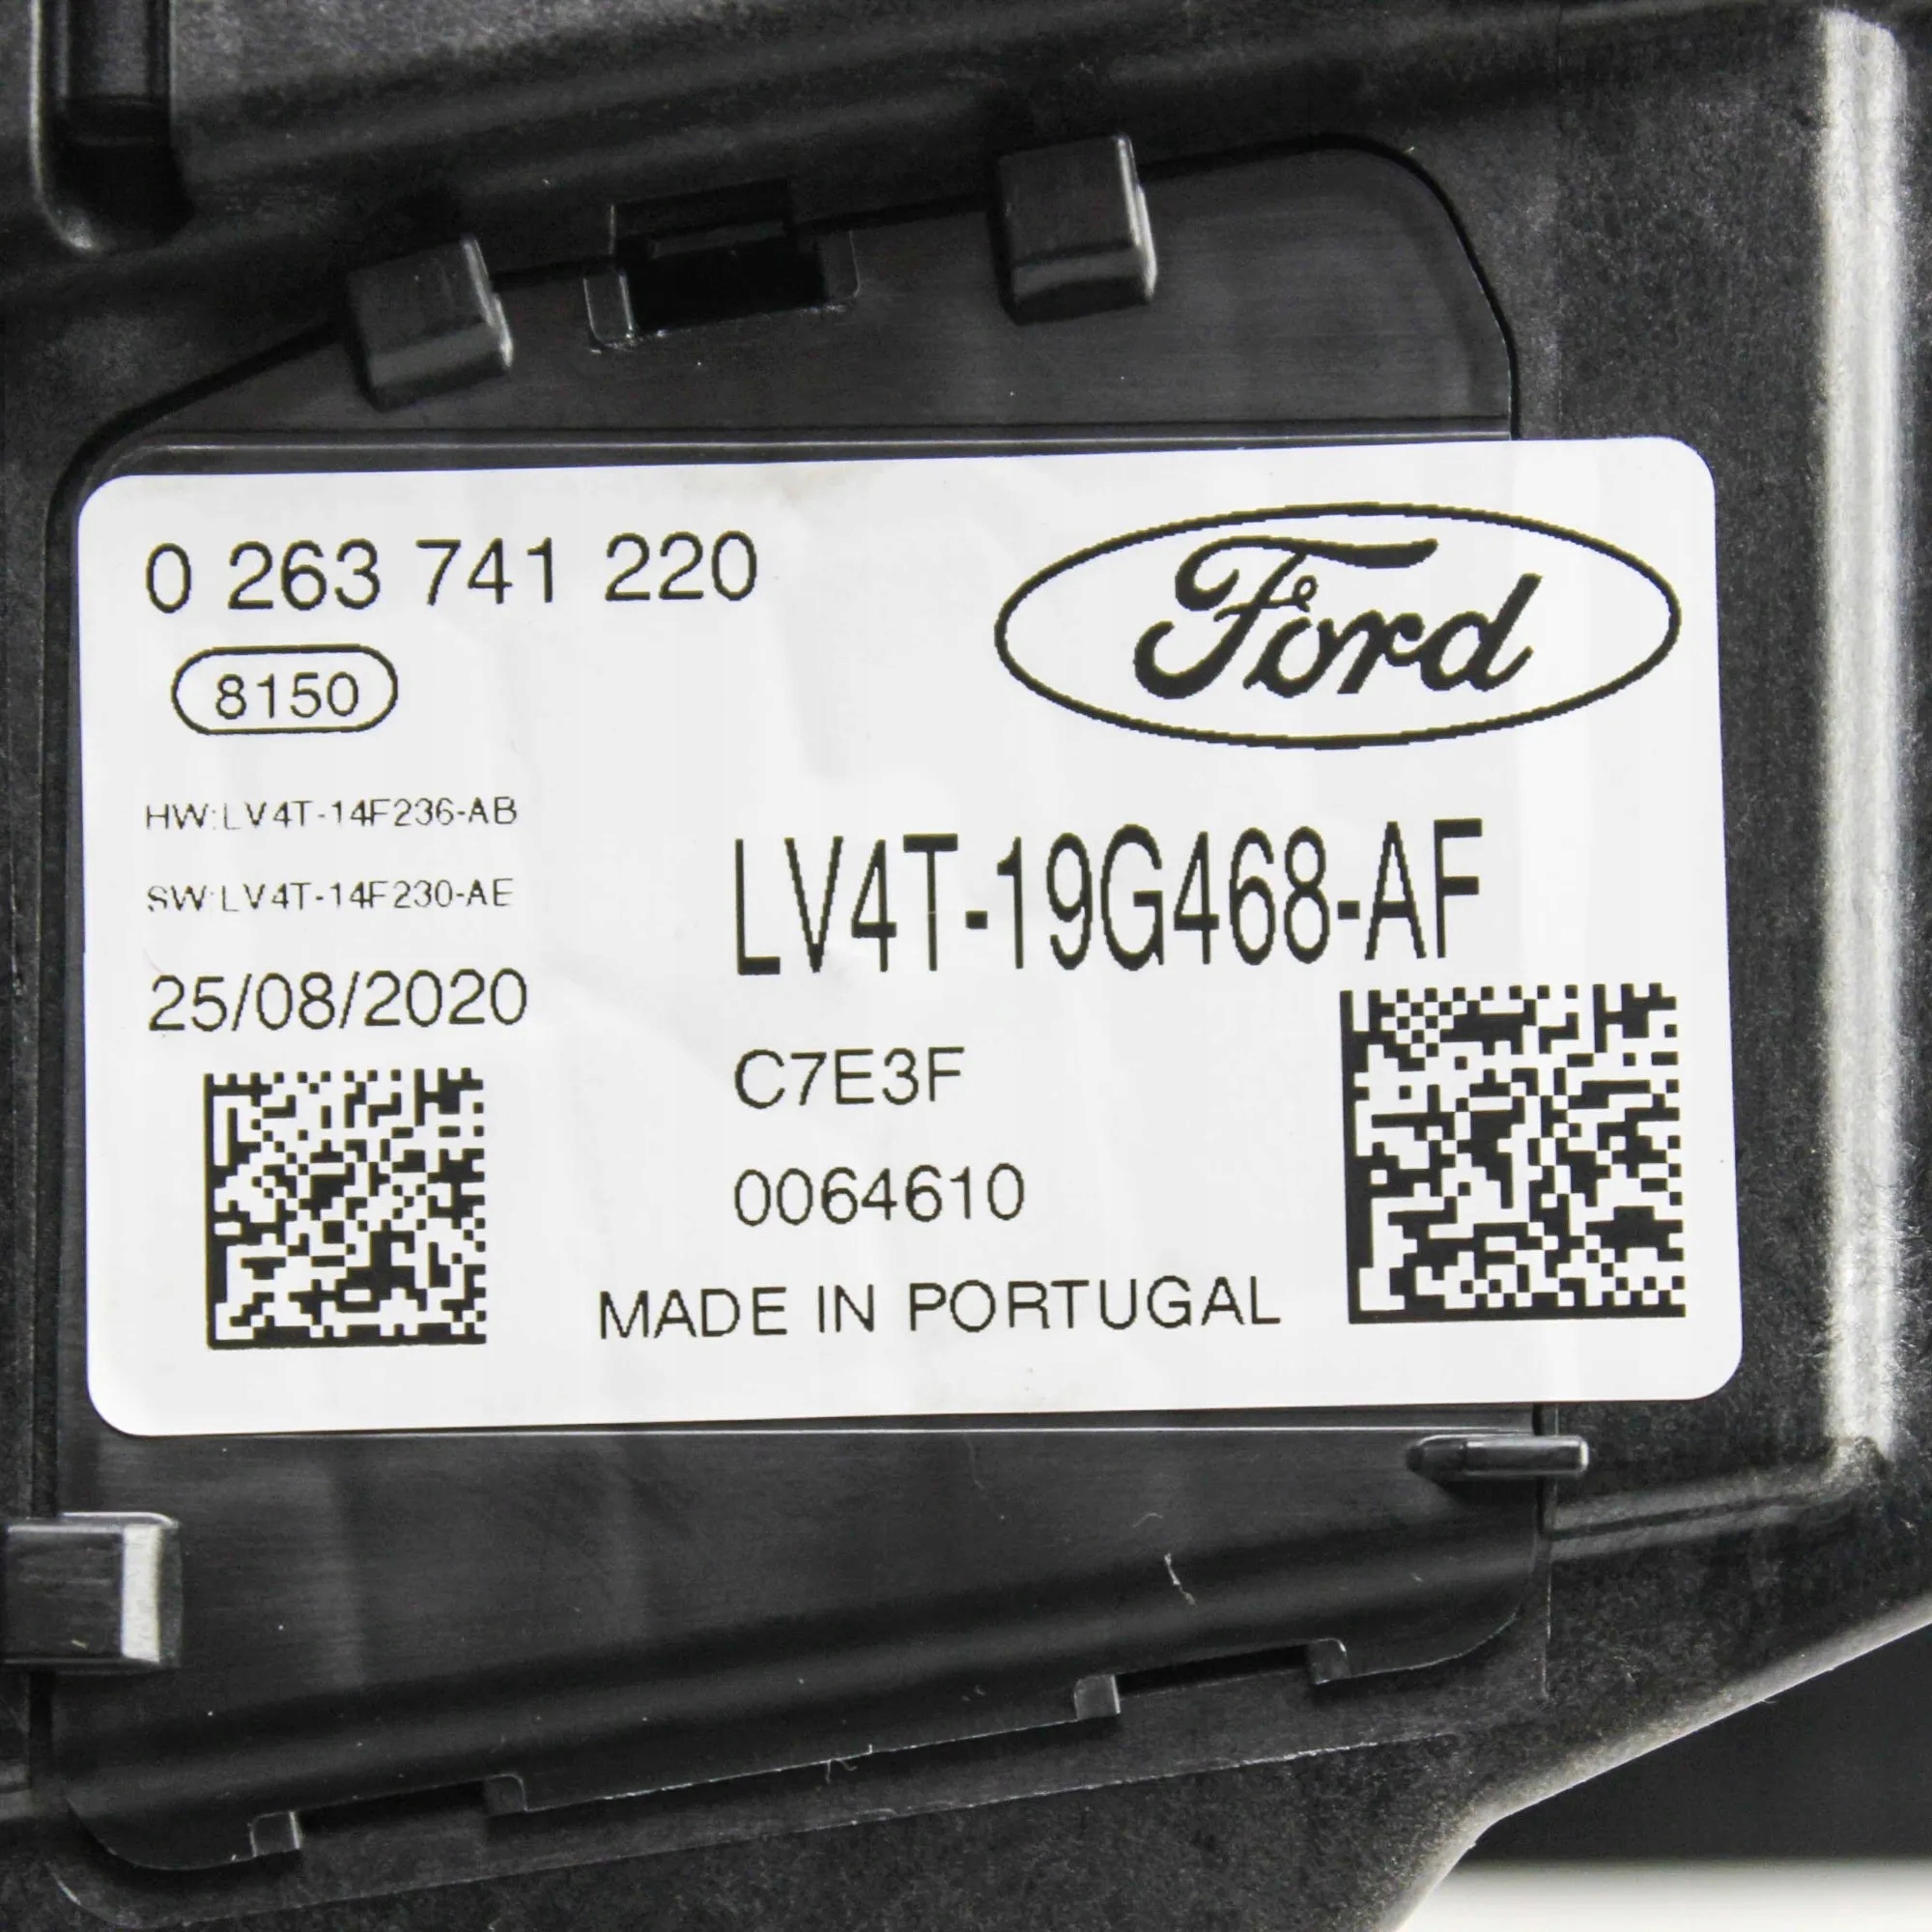 0 263 741 220
Ford
8150
HW:LV4T-14F236-AB
SW:LV4T-14F230-AE
LV4T-19G468-AF
25/08/2020
C7E3F
0064610
MADE IN PORTUGAL